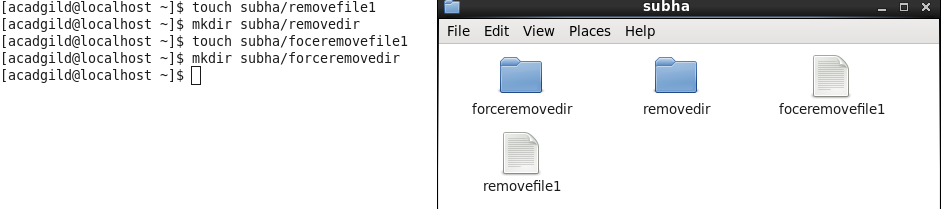 [acadgild@localhost ~]$ touch subha/removefile1
[acadgild@localhost ~]$ mkdir subha/removedir
[acadgild@localhost ~]$ touch subha/foceremovefile1
[acadgild@localhost ~]$ mkdir subha/forceremovedir
[acadgild@localhost ~]$
subha
File Edit View Places Help
forceremovedir removedir foceremovefile1
removefile1